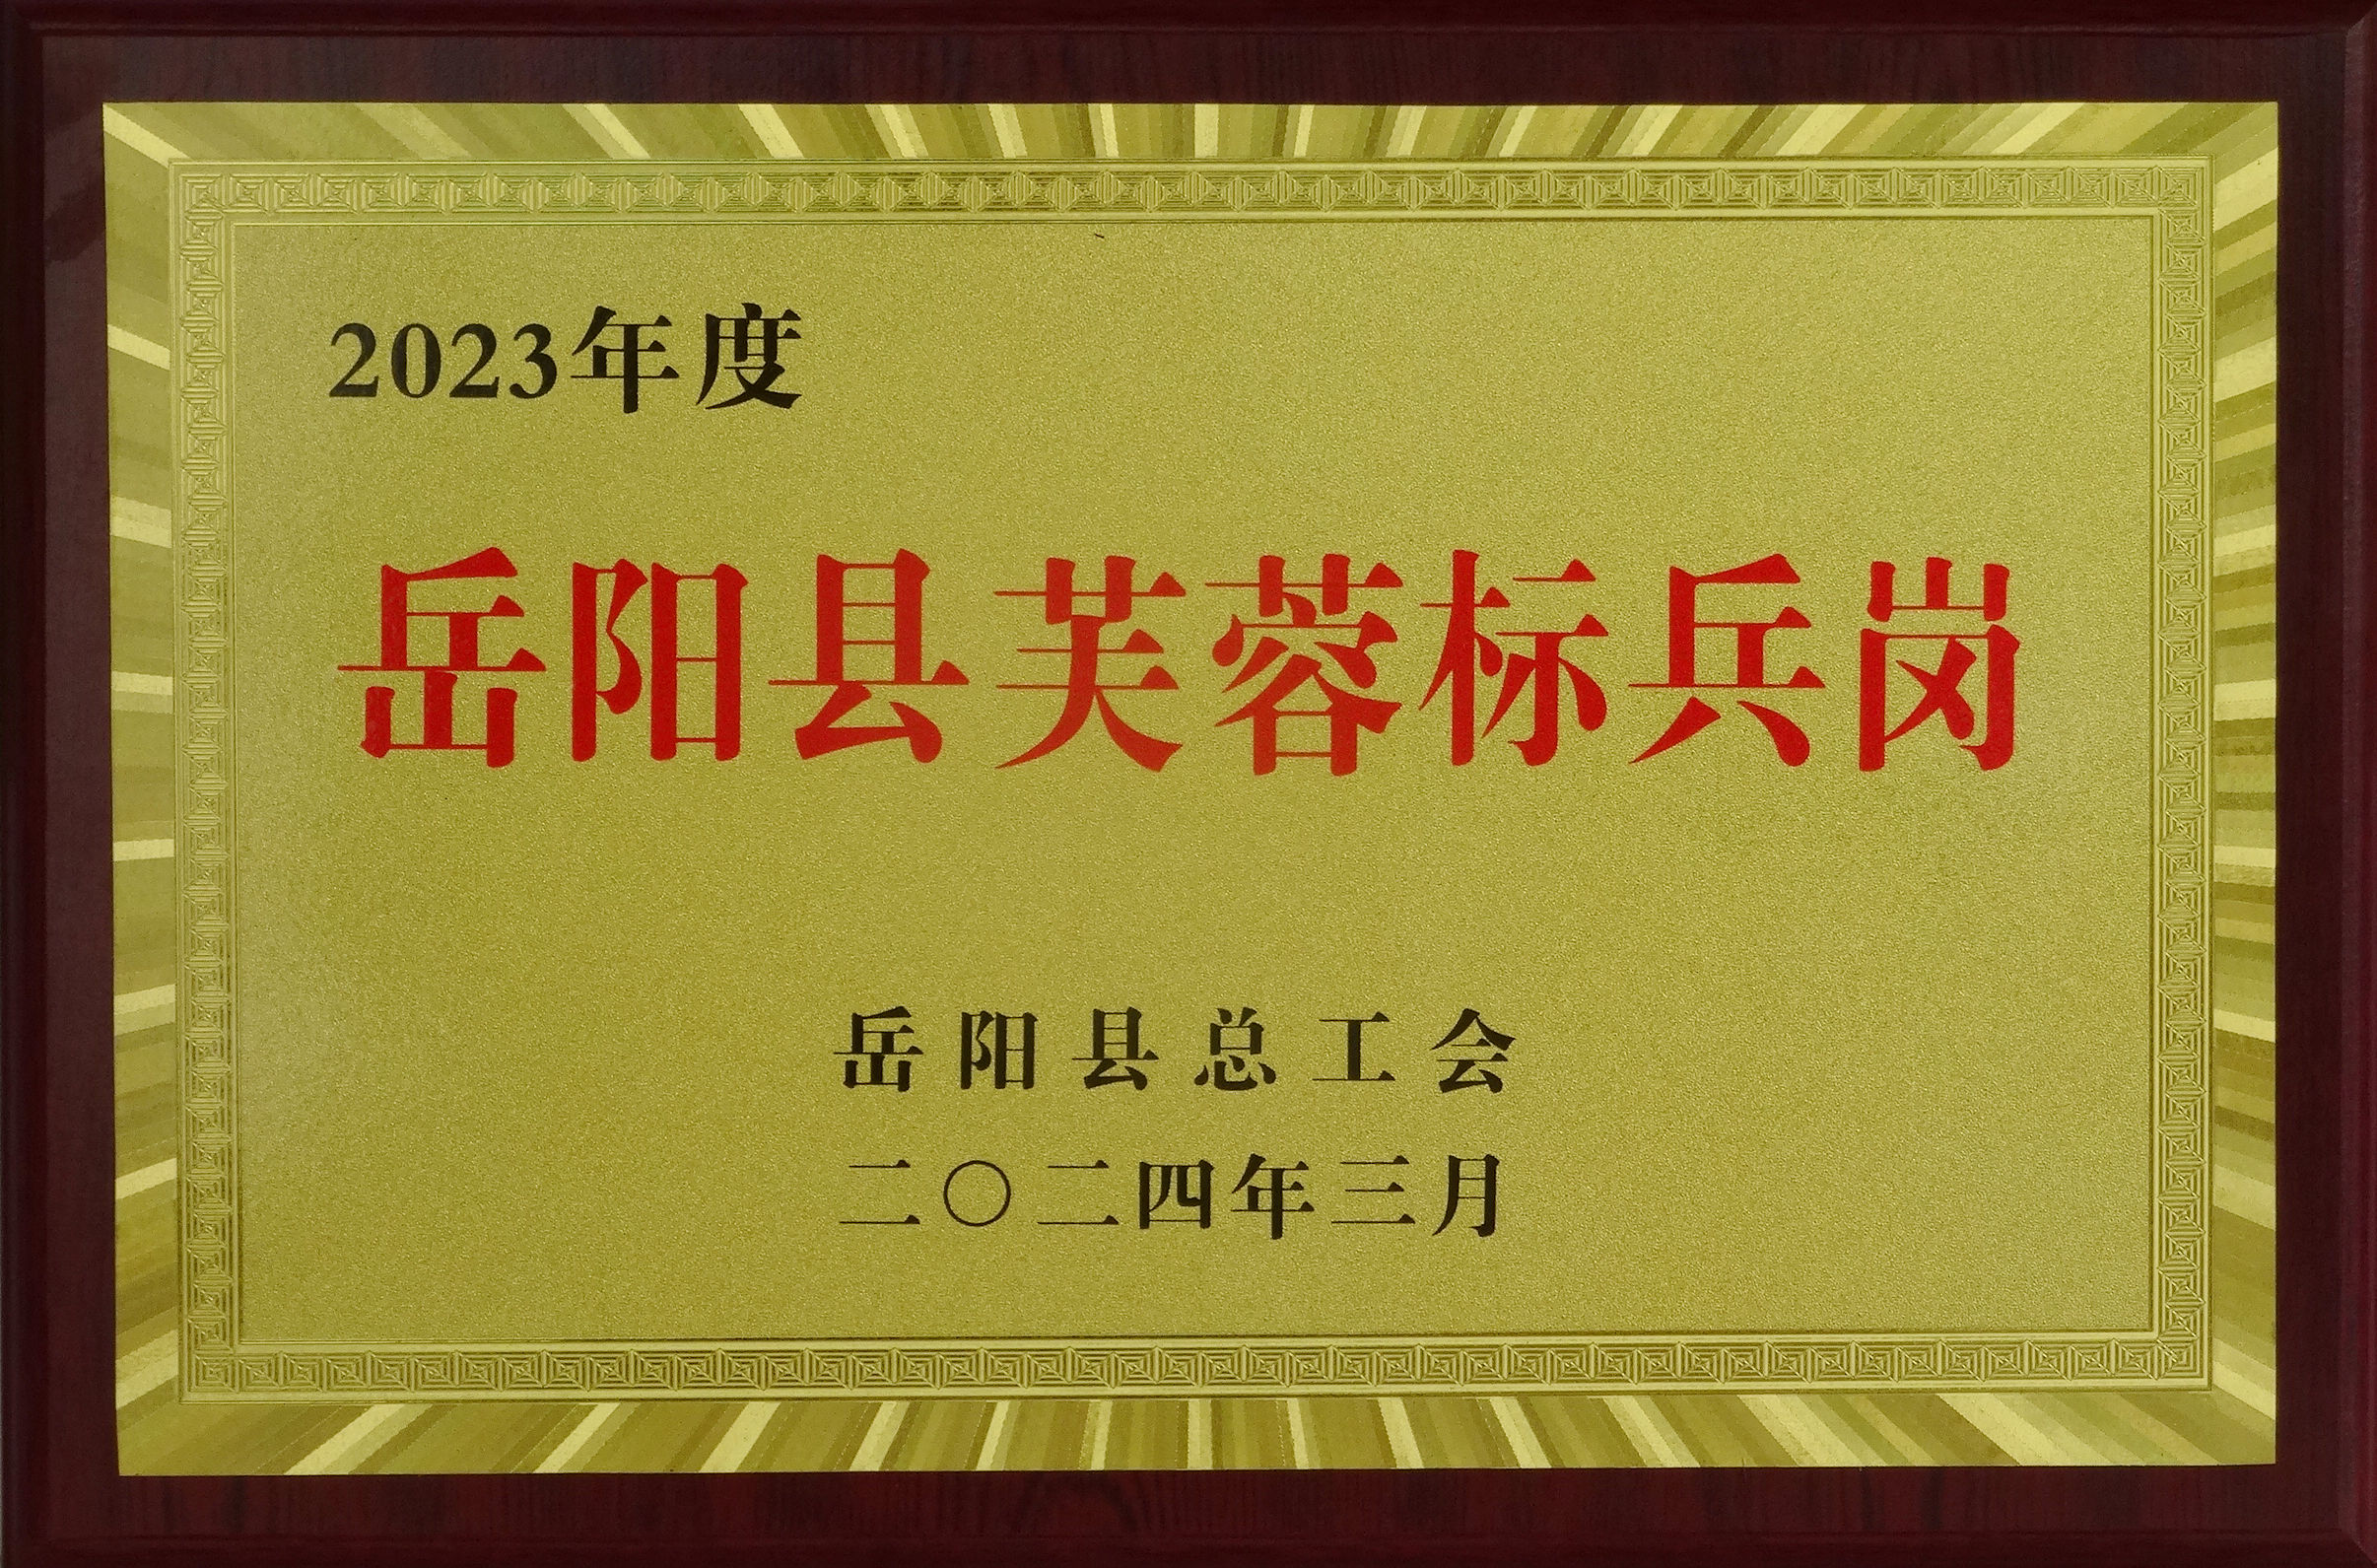 2023年度
岳阳县芙蓉标兵岗
岳阳县总工会
二〇二四年三月